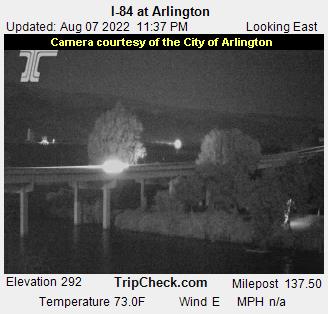 I-84 at Arlington
Updated: Aug 07 2022 11:37 PM Looking East
Camera courtesy of the City of Arlington
Elevation 292 TripCheck.com Milepost 137.50
Temperature 73.0F Wind E MPH n/a